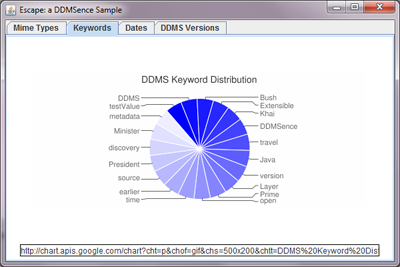 Escape: a DDMSence Sample
Mime Types Keywords Dates DDMS Versions
DDMS Keyword Distribution
DDMS
testValue
metadata
Minister
discovery
President
source
earlier
time
Bush
Extensible
Khai
DDMSence
travel
Java
version
Layer
Prime
open
http://chart.apis.google.com/chart?cht=p&chof=gif&chs=500x200&chtt=DDMS%20Keyword%20Dis